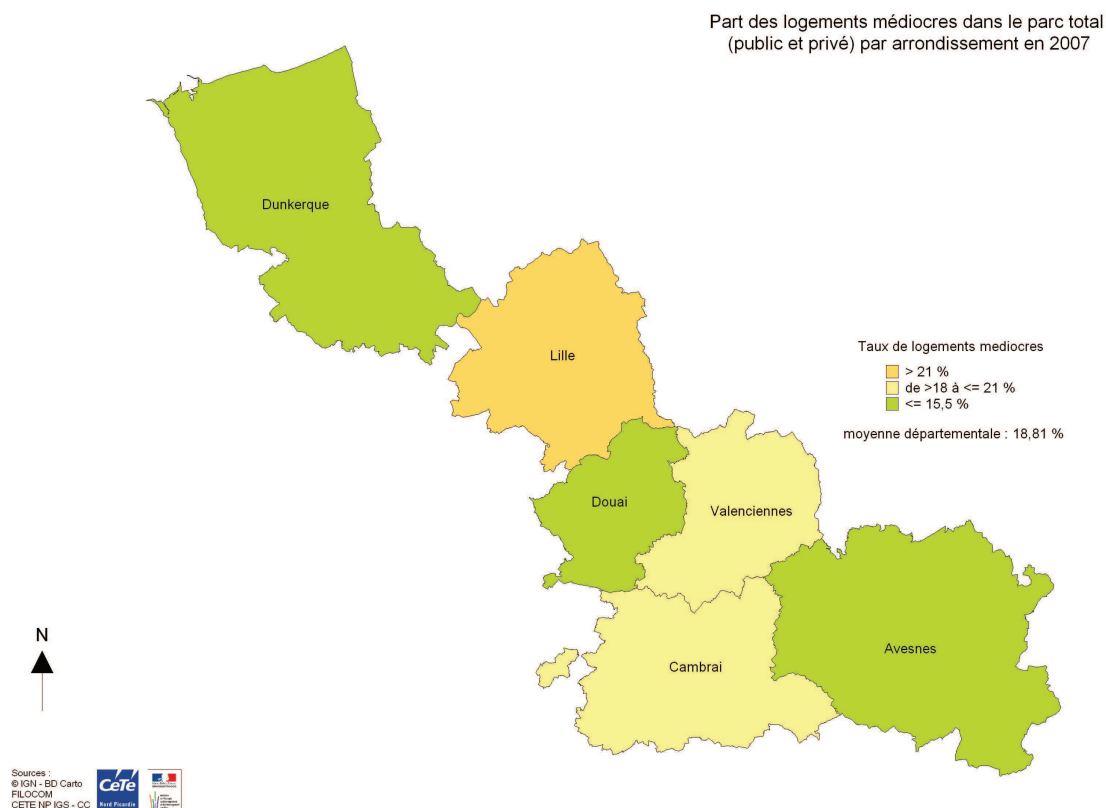 Part des logements médiocres dans le parc total
(public et privé) par arrondissement en 2007
Dunkerque
Lille
Taux de logements mediocres
> 21 %
de >18 à <= 21 %
<= 15,5 %
moyenne départementale : 18,81 %
Douai
Valenciennes
Avesnes
Cambrai
N
Sources :
© IGN - BD Carto
FILOCOM
CETE NP IGS - CC
CeTe
Nord Picardie